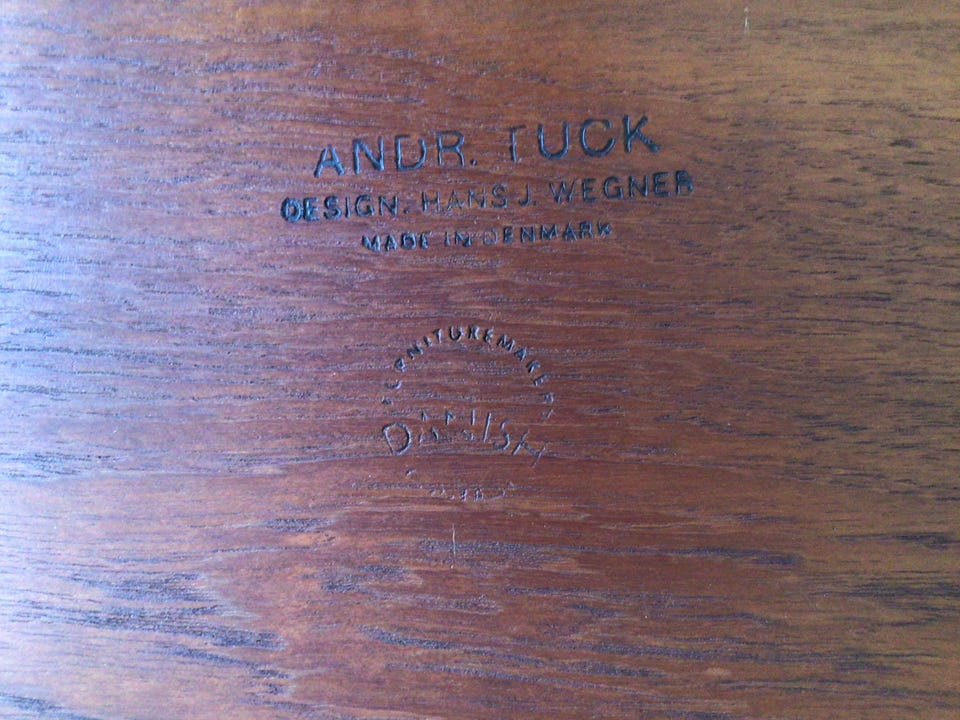 ANDR. TUCK
DESIGN. HANS J. WEGNER
MADE IN DENMARK
FURNITUREMAKERS
DANISH